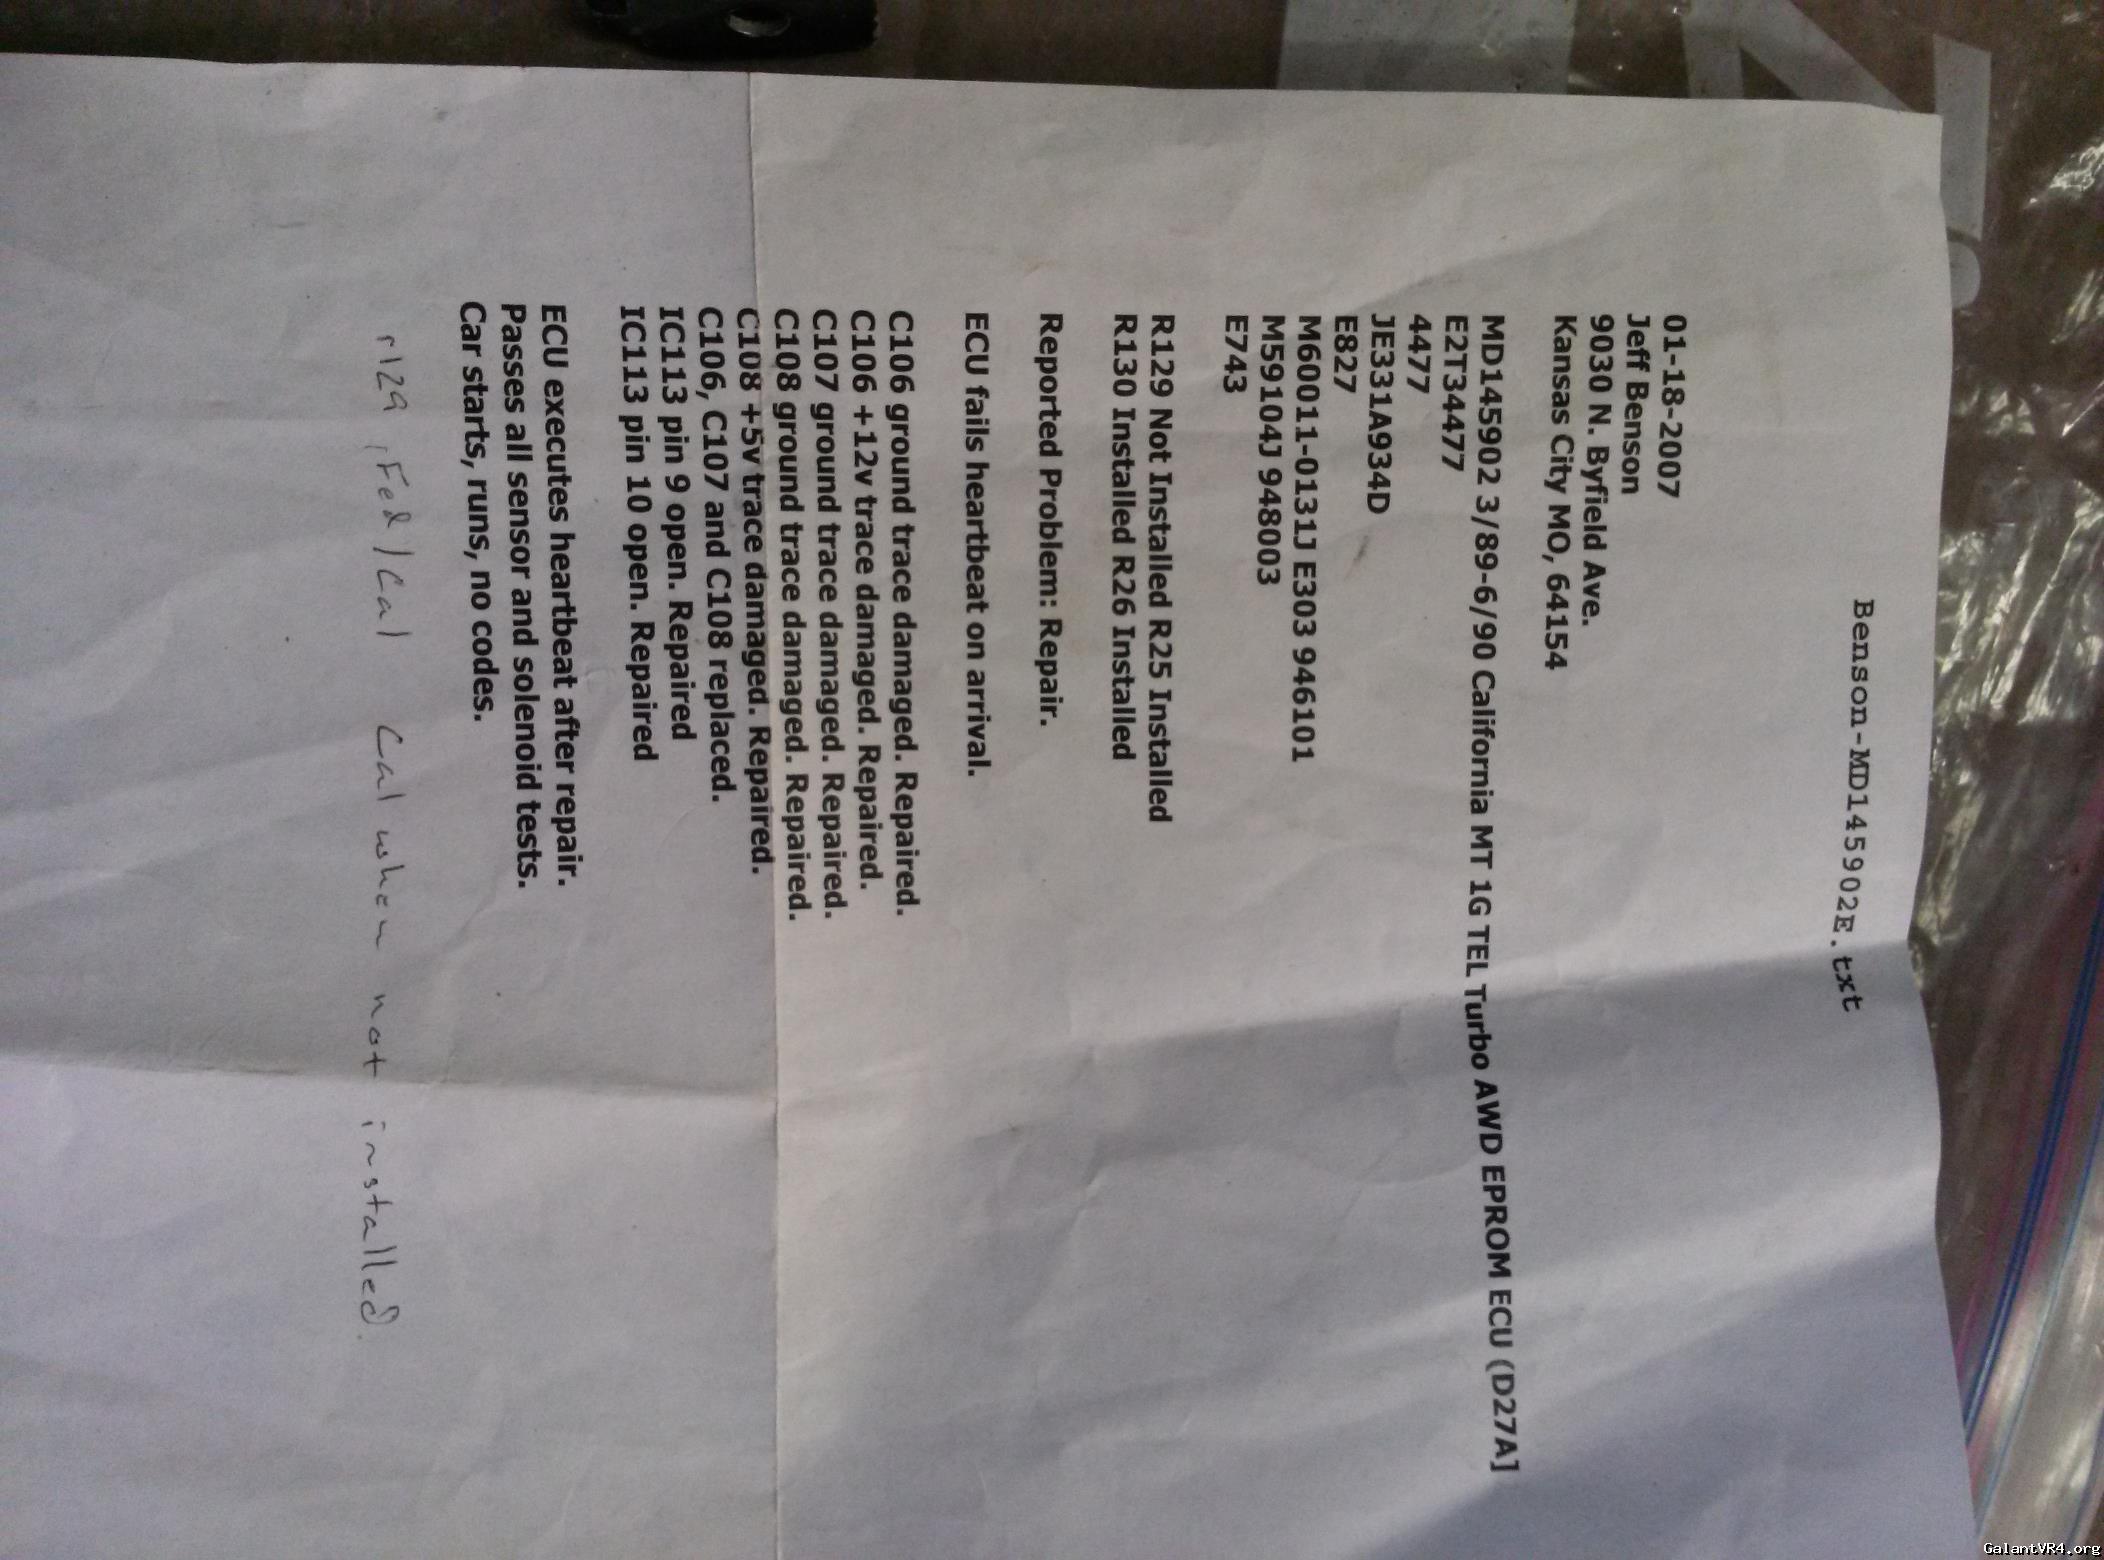 Benson-MD145902E.txt
01-18-2007
Jeff Benson
9030 N. Byfield Ave.
Kansas City MO, 64154
MD145902 3/89-6/90 California MT 1G TEL Turbo AWD EPROM ECU (D27A]
E2T34477
4477
JE331A934D
E827
M60011-0131J E303 946101
M59104J 948003
E743
R129 Not Installed R25 Installed
R130 Installed R26 Installed
Reported Problem: Repair.
ECU fails heartbeat on arrival.
C106 ground trace damaged. Repaired.
C106 +12v trace damaged. Repaired.
C107 ground trace damaged. Repaired.
C108 ground trace damaged. Repaired.
C108 +5v trace damaged. Repaired.
C106, C107 and C108 replaced.
IC113 pin 9 open. Repaired
IC113 pin 10 open. Repaired
ECU executes heartbeat after repair.
Passes all sensor and solenoid tests.
Car starts, runs, no codes.
r129, Fed/Cal Cal when not installed.
GalantVR4.org